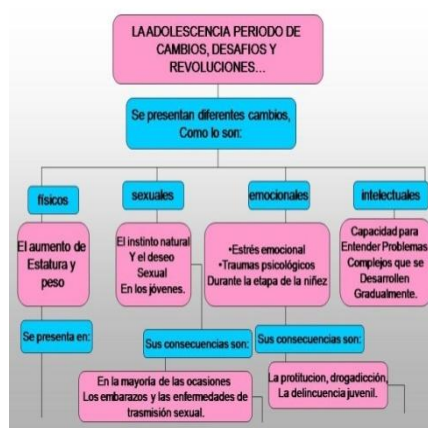 LA ADOLESCENCIA PERIODO DE
CAMBIOS, DESAFIOS Y
REVOLUCIONES...
Se presentan diferentes cambios,
Como lo son:
físicos
sexuales
emocionales
intelectuales
El aumento de
Estatura y
peso
El instinto natural
Y el deseo
Sexual
En los jóvenes.
•Estrés emocional
•Traumas psicológicos
Durante la etapa de la niñez
Capacidad para
Entender Problemas
Complejos que se
Desarrollen
Gradualmente.
Se presenta en:
Sus consecuencias son:
Sus consecuencias son:
En la mayoría de las ocasiones
Los embarazos y las enfermedades de
trasmisión sexual.
La protitucion, drogadicción,
La delincuencia juvenil.